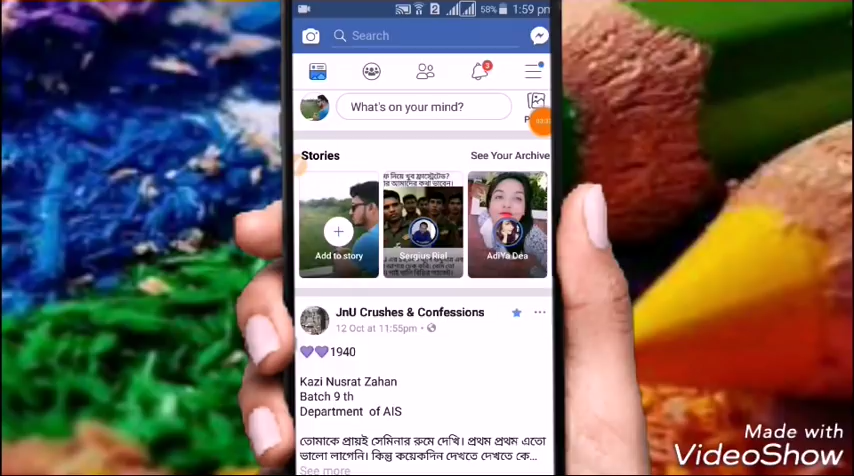 2 58% 1:59 pm
Search
3
What's on your mind?
Stories
See Your Archive
Add to story
Sergius Rial
AdiYa Dea
JnU Crushes & Confessions
12 Oct at 11:55pm
💜💜1940
Kazi Nusrat Zahan
Batch 9 th
Department of AIS
তোমাকে প্রায়ই সেমিনার রুমে দেখি। প্রথম প্রথম এতো
ভালো লাগেনি। কিন্তু কয়েকদিন দেখতে দেখতে কে...
See more
Made with
VideoShow